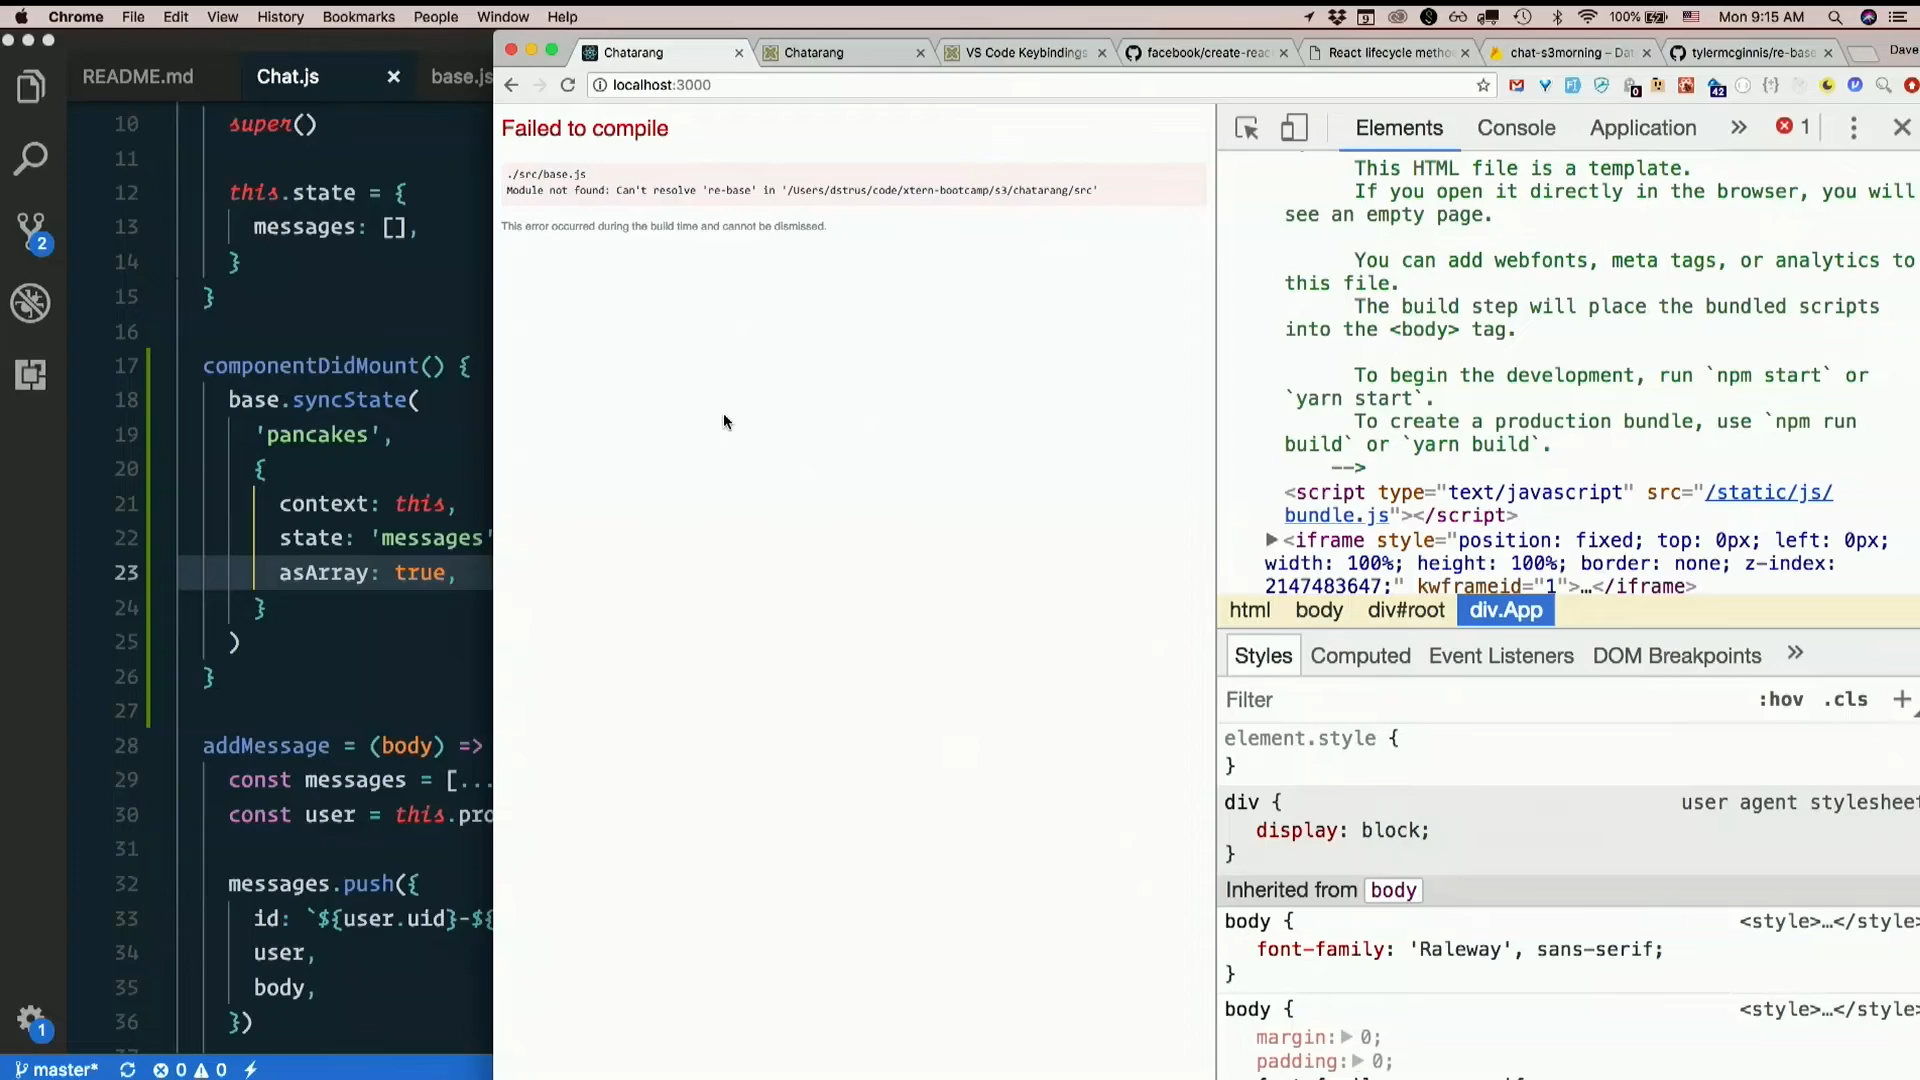 Chrome File Edit View History Bookmarks People Window Help 100% Mon 9:15 AM
README.md Chat.js × base.js
10 super()
11
12 this.state = {
13 messages: [],
14 }
15 }
16
17 componentDidMount() {
18 base.syncState(
19 'pancakes',
20 {
21 context: this,
22 state: 'messages'
23 asArray: true,
24 }
25 )
26 }
27
28 addMessage = (body) =>
29 const messages = [...
30 const user = this.pro
31
32 messages.push({
33 id: `${user.uid}-${
34 user,
35 body,
36 })
2
1
master* 0 0
Chatarang × Chatarang × VS Code Keybindings × facebook/create-reac × React lifecycle metho × chat-s3morning – Dat × tylermcginnis/re-base × Dave
localhost:3000
0 42
Failed to compile
./src/base.js
Module not found: Can't resolve 're-base' in '/Users/dstrus/code/xtern-bootcamp/s3/chatarang/src'
This error occurred during the build time and cannot be dismissed.
Elements Console Application » 1
This HTML file is a template.
If you open it directly in the browser, you will
see an empty page.
You can add webfonts, meta tags, or analytics to
this file.
The build step will place the bundled scripts
into the <body> tag.
To begin the development, run `npm start` or
`yarn start`.
To create a production bundle, use `npm run
build` or `yarn build`.
-->
<script type="text/javascript" src="/static/js/
bundle.js"></script>
<iframe style="position: fixed; top: 0px; left: 0px;
width: 100%; height: 100%; border: none; z-index:
2147483647;" kwframeid="1">…</iframe>
html body div#root div.App
Styles Computed Event Listeners DOM Breakpoints »
Filter :hov .cls +
element.style {
}
div { user agent stylesheet
display: block;
}
Inherited from body
body { <style>…</style>
font-family: 'Raleway', sans-serif;
}
body { <style>…</style>
margin: 0;
padding: 0;